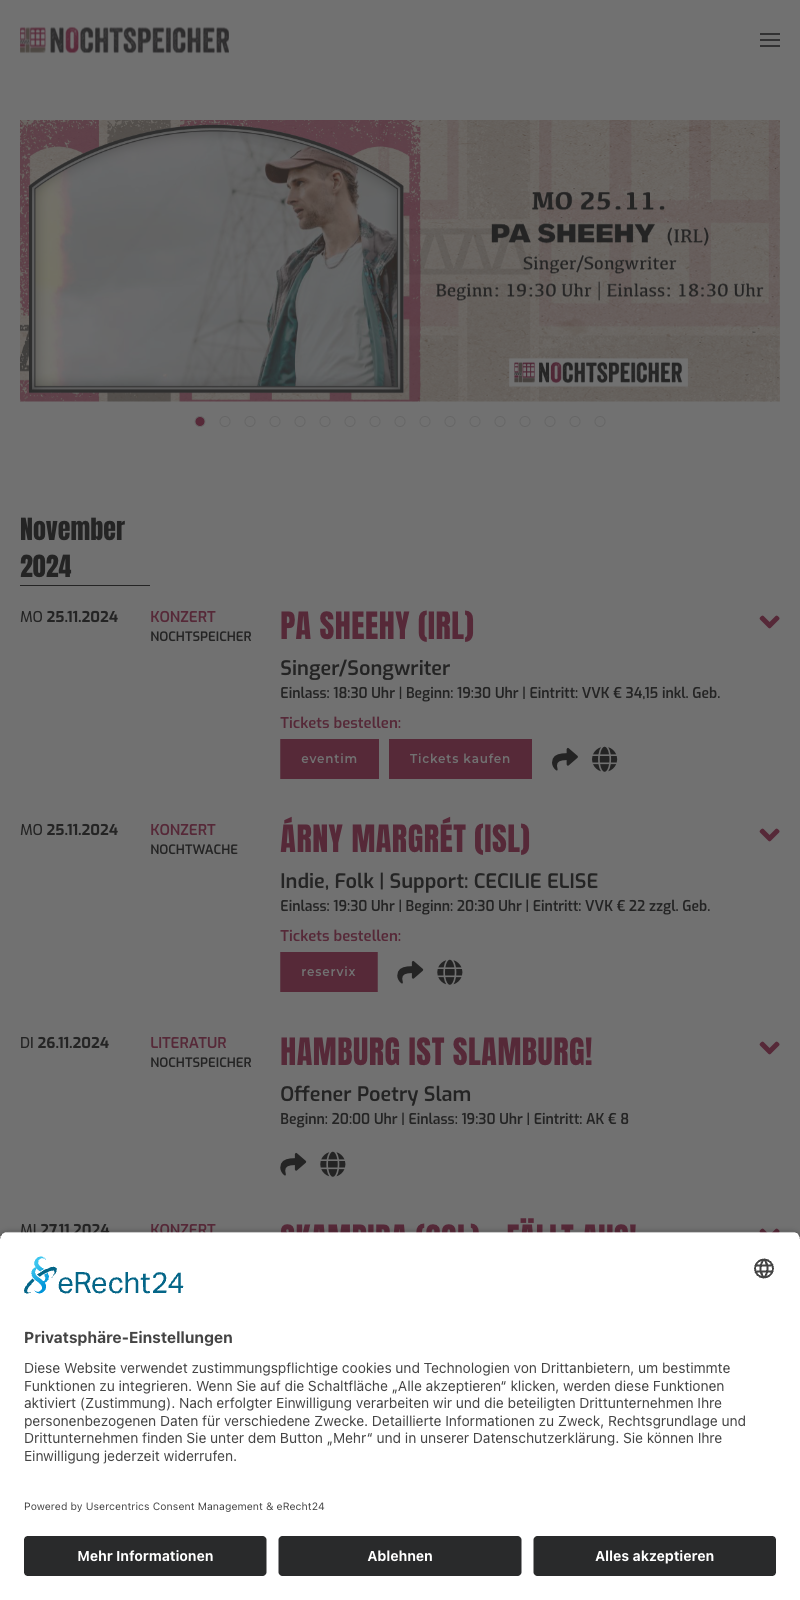 NOCHTSPEICHER
MO 25.11.
PA SHEEHY (IRL)
Singer/Songwriter
Beginn: 19:30 Uhr | Einlass: 18:30 Uhr
NOCHTSPEICHER
November
2024
MO 25.11.2024
KONZERT
NOCHTSPEICHER
PA SHEEHY (IRL)
Singer/Songwriter
Einlass: 18:30 Uhr | Beginn: 19:30 Uhr | Eintritt: VVK € 34,15 inkl. Geb.
Tickets bestellen:
eventim
Tickets kaufen
MO 25.11.2024
KONZERT
NOCHTWACHE
ÁRNY MARGRÉT (ISL)
Indie, Folk | Support: CECILIE ELISE
Einlass: 19:30 Uhr | Beginn: 20:30 Uhr | Eintritt: VVK € 22 zzgl. Geb.
Tickets bestellen:
reservix
DI 26.11.2024
LITERATUR
NOCHTSPEICHER
HAMBURG IST SLAMBURG!
Offener Poetry Slam
Beginn: 20:00 Uhr | Einlass: 19:30 Uhr | Eintritt: AK € 8
MI 27.11.2024
KONZERT
eRecht24
Privatsphäre-Einstellungen
Diese Website verwendet zustimmungspflichtige cookies und Technologien von Drittanbietern, um bestimmte
Funktionen zu integrieren. Wenn Sie auf die Schaltfläche „Alle akzeptieren“ klicken, werden diese Funktionen
aktiviert (Zustimmung). Nach erfolgter Einwilligung verarbeiten wir und die beteiligten Drittunternehmen Ihre
personenbezogenen Daten für verschiedene Zwecke. Detaillierte Informationen zu Zweck, Rechtsgrundlage und
Drittunternehmen finden Sie unter dem Button „Mehr“ und in unserer Datenschutzerklärung. Sie können Ihre
Einwilligung jederzeit widerrufen.
Powered by Usercentrics Consent Management & eRecht24
Mehr Informationen
Ablehnen
Alles akzeptieren